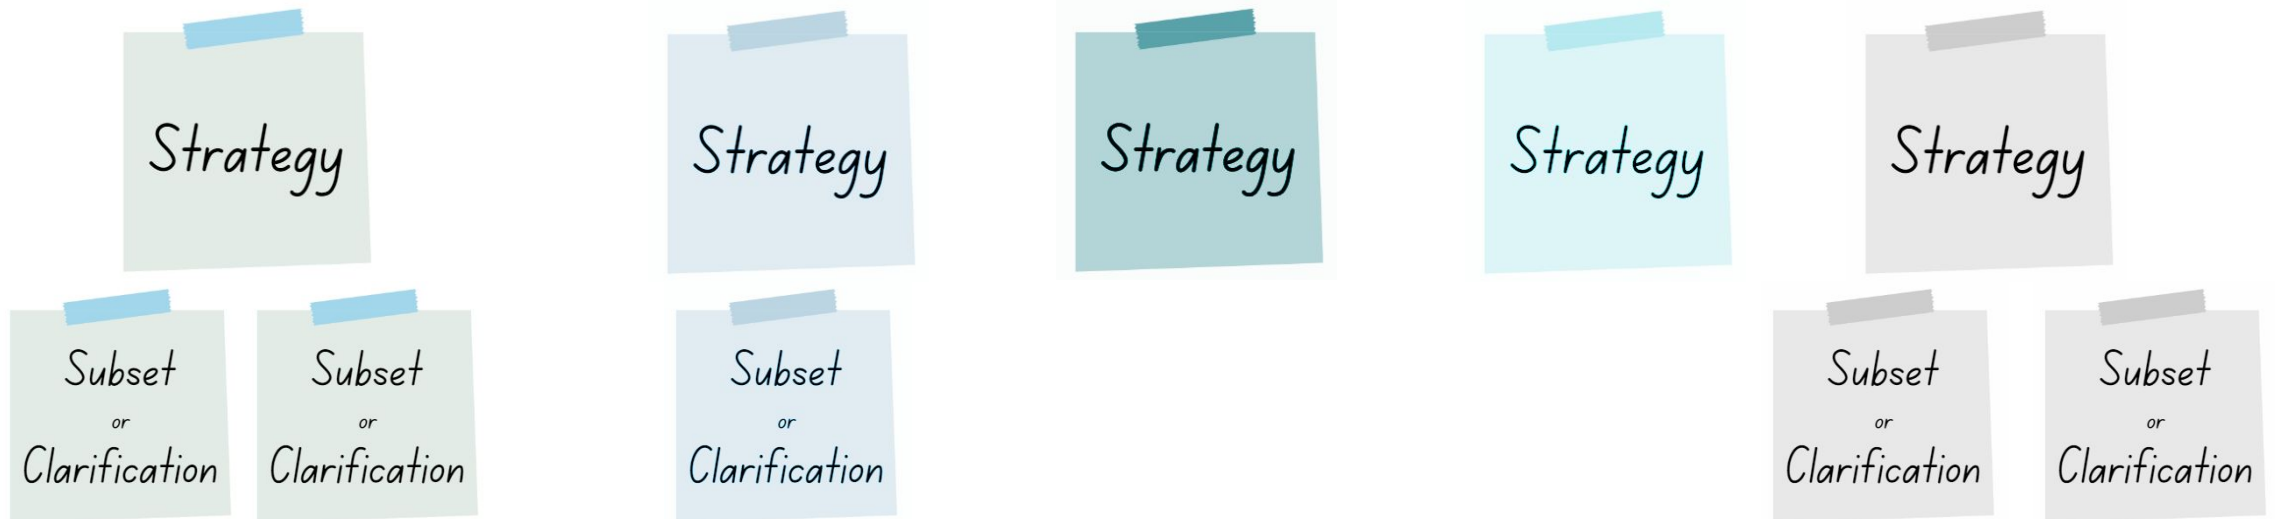 Strategy
Strategy
Strategy
Strategy
Strategy
Subset
or
Clarification
Subset
or
Clarification
Subset
or
Clarification
Subset
or
Clarification
Subset
or
Clarification